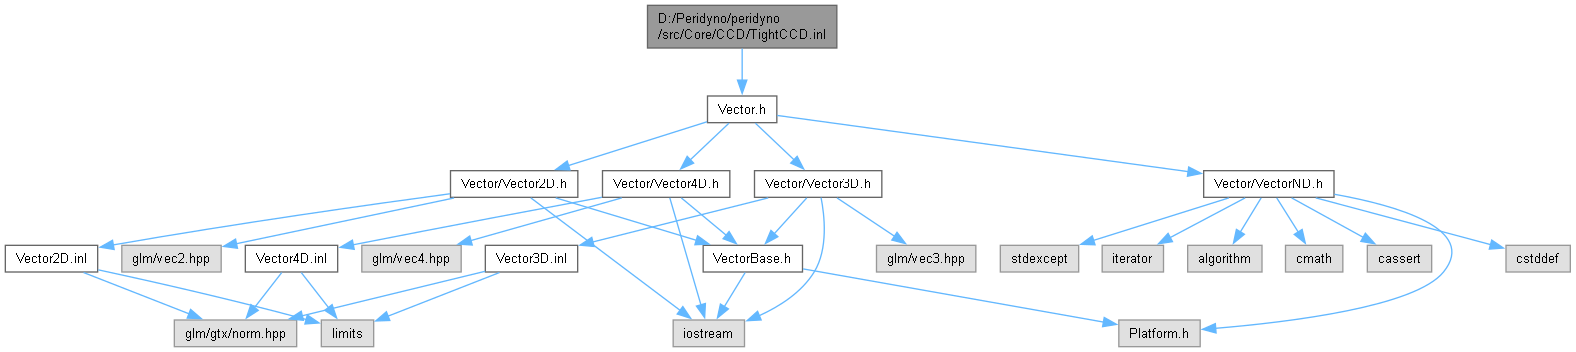 D:/Peridyno/peridyno
/src/Core/CCD/TightCCD.inl
Vector.h
Vector/Vector2D.h
Vector/Vector4D.h
Vector/Vector3D.h
Vector/VectorND.h
Vector2D.inl
glm/vec2.hpp
Vector4D.inl
glm/vec4.hpp
Vector3D.inl
VectorBase.h
glm/vec3.hpp
stdexcept
iterator
algorithm
cmath
cassert
cstddef
glm/gtx/norm.hpp
limits
iostream
Platform.h